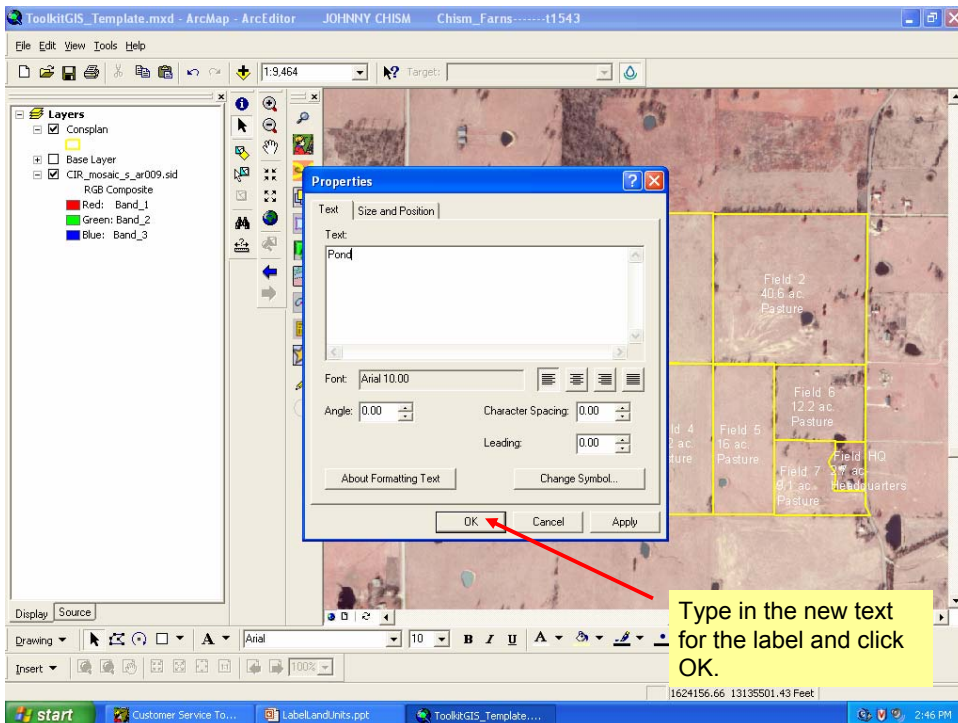 ToolkitGIS_Template.mxd - ArcMap - ArcEditor JOHNNY CHISM Chism_Farns-------t1543
File Edit View Tools Help
1:9,464
Target:
Layers
Consplan
Base Layer
CIR_mosaic_s_ar009.sid
RGB Composite
Red: Band_1
Green: Band_2
Blue: Band_3
Properties
Text Size and Position
Text:
Pond
Font: Arial 10.00
Angle: 0.00 Character Spacing: 0.00
Leading: 0.00
About Formatting Text Change Symbol...
OK Cancel Apply
Field 2
40.6 ac.
Pasture
Field 6
12.2 ac.
Pasture
Field 5
16 ac.
Pasture
Field HQ
ac.
Headquarters
Field 7
9.1 ac.
Pasture
Type in the new text
for the label and click
OK.
Display Source
Drawing A Arial 10 B I U A
Insert 100%
1624156.66 13135501.43 Feet
start Customer Service To... LabelLandUnits.ppt ToolkitGIS_Template.... 2:46 PM